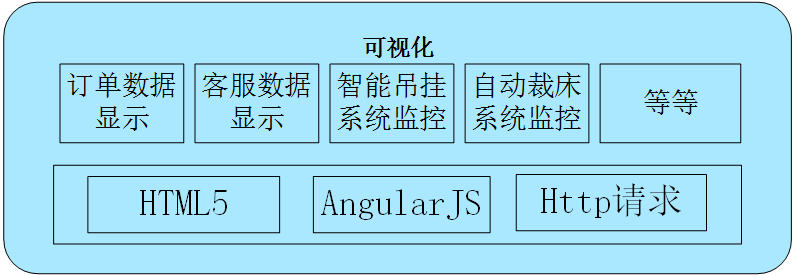 可视化
订单数据
显示
客服数据
显示
智能吊挂
系统监控
自动裁床
系统监控
等等
HTML5
AngularJS
Http请求